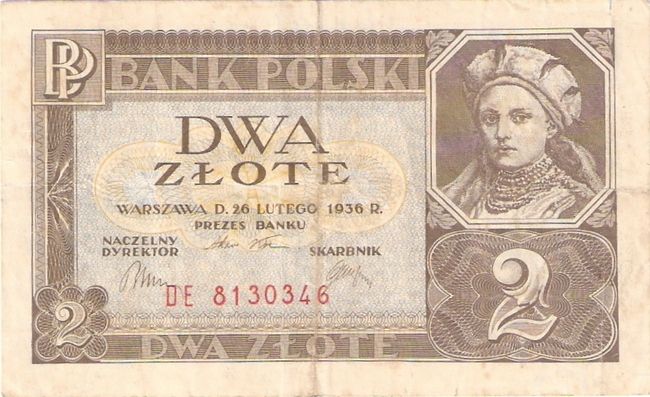 BP
BANK POLSKI
DWA
ZŁOTE
WARSZAWA D. 26 LUTEGO 1936 R.
PREZES BANKU
NACZELNY
DYREKTOR
SKARBNIK
DE 8130346
2
2
DWA ZŁOTE